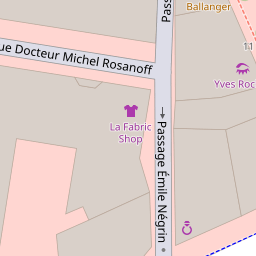 Ballanger
Passa
11
Yves Roc
ue Docteur Michel Rosanoff
La Fabric
Shop
Passage Émile Négrin